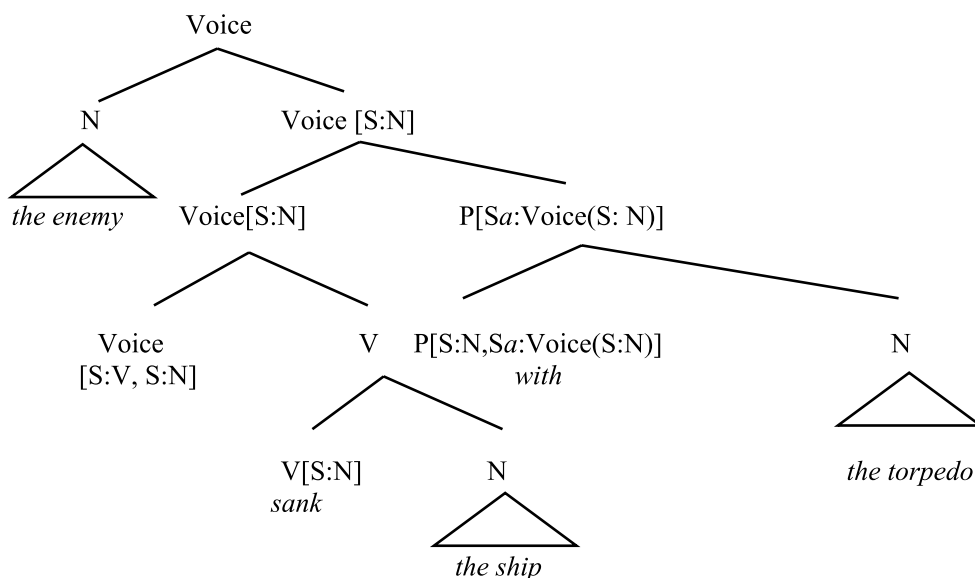 Voice
N
Voice [S:N]
the enemy
Voice[S:N]
P[Sa:Voice(S: N)]
Voice
[S:V, S:N]
V
P[S:N,Sa:Voice(S:N)]
with
N
V[S:N]
sank
N
the ship
the torpedo